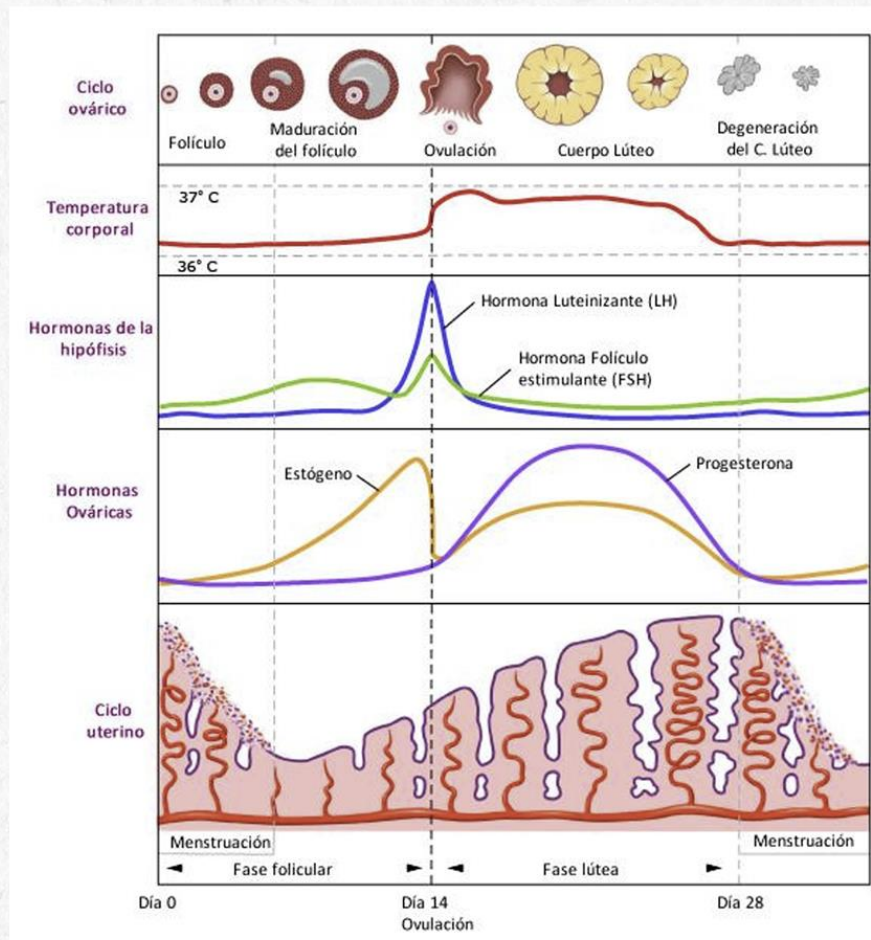 Ciclo
ovárico
Folículo
Maduración
del folículo
Ovulación
Cuerpo Lúteo
Degeneración
del C. Lúteo
Temperatura
corporal
37° C
36° C
Hormonas de la
hipófisis
Hormona Luteinizante (LH)
Hormona Folículo
estimulante (FSH)
Hormonas
Ováricas
Estógeno
Progesterona
Ciclo
uterino
Menstruación
Menstruación
Fase folicular
Fase lútea
Día 0
Día 14
Ovulación
Día 28